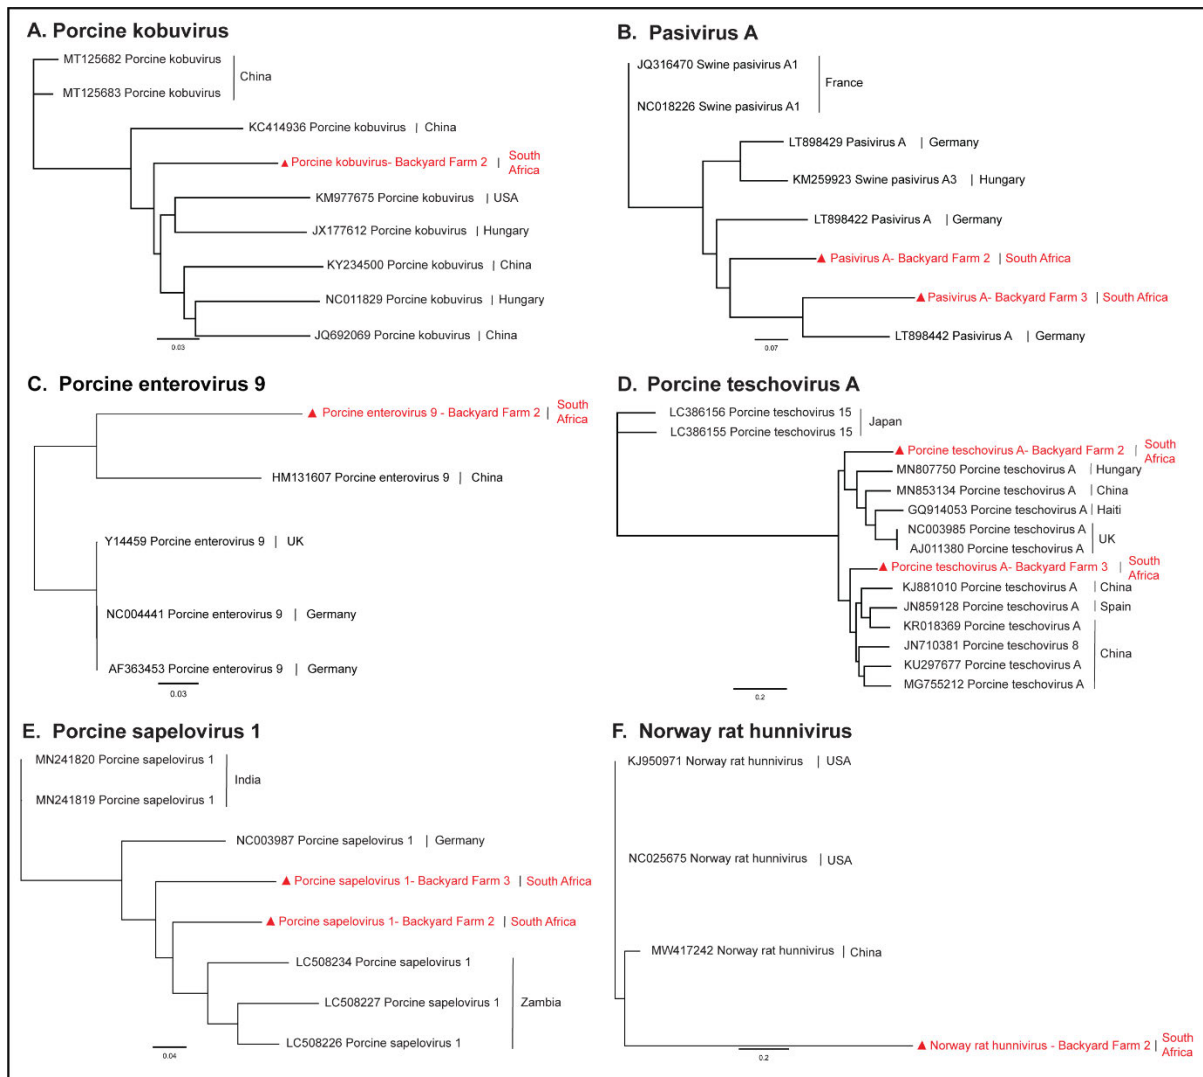 A. Porcine kobuvirus
MT125682 Porcine kobuvirus
MT125683 Porcine kobuvirus
China
KC414936 Porcine kobuvirus | China
▲ Porcine kobuvirus- Backyard Farm 2 | South Africa
KM977675 Porcine kobuvirus | USA
JX177612 Porcine kobuvirus | Hungary
KY234500 Porcine kobuvirus | China
NC011829 Porcine kobuvirus | Hungary
JQ692069 Porcine kobuvirus | China
0.03
B. Pasivirus A
JQ316470 Swine pasivirus A1
France
NC018226 Swine pasivirus A1
LT898429 Pasivirus A | Germany
KM259923 Swine pasivirus A3 | Hungary
LT898422 Pasivirus A | Germany
▲ Pasivirus A- Backyard Farm 2 | South Africa
▲ Pasivirus A- Backyard Farm 3 | South Africa
LT898442 Pasivirus A | Germany
0.07
C. Porcine enterovirus 9
▲ Porcine enterovirus 9 - Backyard Farm 2 | South Africa
HM131607 Porcine enterovirus 9 | China
Y14459 Porcine enterovirus 9 | UK
NC004441 Porcine enterovirus 9 | Germany
AF363453 Porcine enterovirus 9 | Germany
0.03
D. Porcine teschovirus A
LC386156 Porcine teschovirus 15
Japan
LC386155 Porcine teschovirus 15
▲ Porcine teschovirus A- Backyard Farm 2 | South Africa
MN807750 Porcine teschovirus A | Hungary
MN853134 Porcine teschovirus A | China
GQ914053 Porcine teschovirus A | Haiti
NC003985 Porcine teschovirus A
UK
AJ011380 Porcine teschovirus A
▲ Porcine teschovirus A- Backyard Farm 3 | South Africa
KJ881010 Porcine teschovirus A | China
JN859128 Porcine teschovirus A | Spain
KR018369 Porcine teschovirus A
JN710381 Porcine teschovirus 8
China
KU297677 Porcine teschovirus A
MG755212 Porcine teschovirus A
0.2
E. Porcine sapelovirus 1
MN241820 Porcine sapelovirus 1
India
MN241819 Porcine sapelovirus 1
NC003987 Porcine sapelovirus 1 | Germany
▲ Porcine sapelovirus 1- Backyard Farm 3 | South Africa
▲ Porcine sapelovirus 1- Backyard Farm 2 | South Africa
LC508234 Porcine sapelovirus 1
LC508227 Porcine sapelovirus 1
Zambia
LC508226 Porcine sapelovirus 1
0.04
F. Norway rat hunnivirus
KJ950971 Norway rat hunnivirus | USA
NC025675 Norway rat hunnivirus | USA
MW417242 Norway rat hunnivirus | China
▲ Norway rat hunnivirus - Backyard Farm 2 | South Africa
0.2